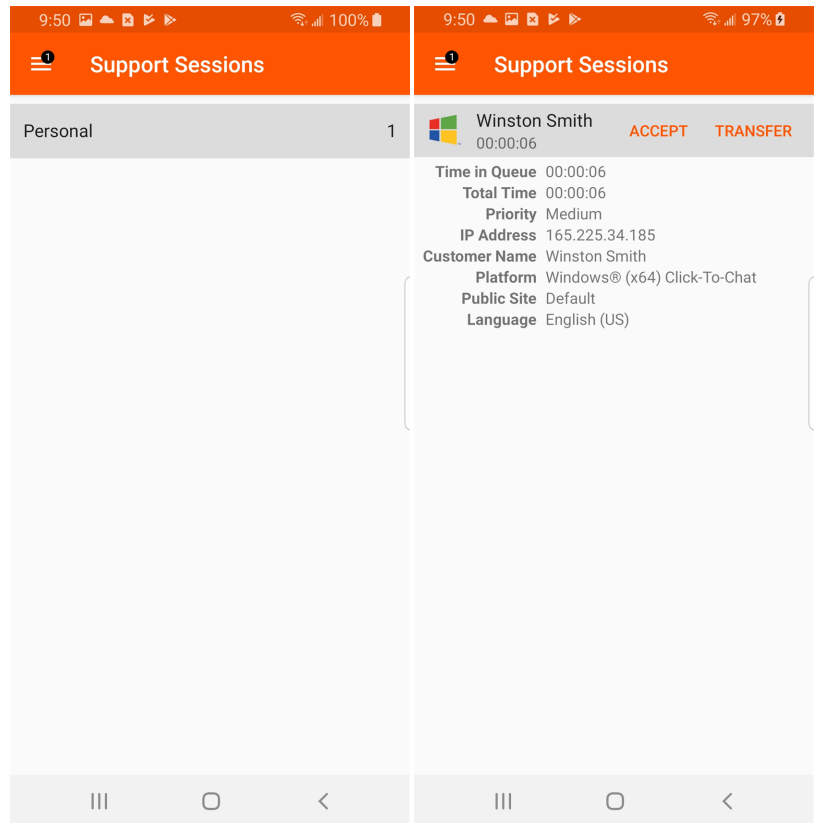 9:50 100%
1
Support Sessions
Personal 1
9:50 97%
1
Support Sessions
Winston Smith
00:00:06
ACCEPT TRANSFER
Time in Queue 00:00:06
Total Time 00:00:06
Priority Medium
IP Address 165.225.34.185
Customer Name Winston Smith
Platform Windows® (x64) Click-To-Chat
Public Site Default
Language English (US)